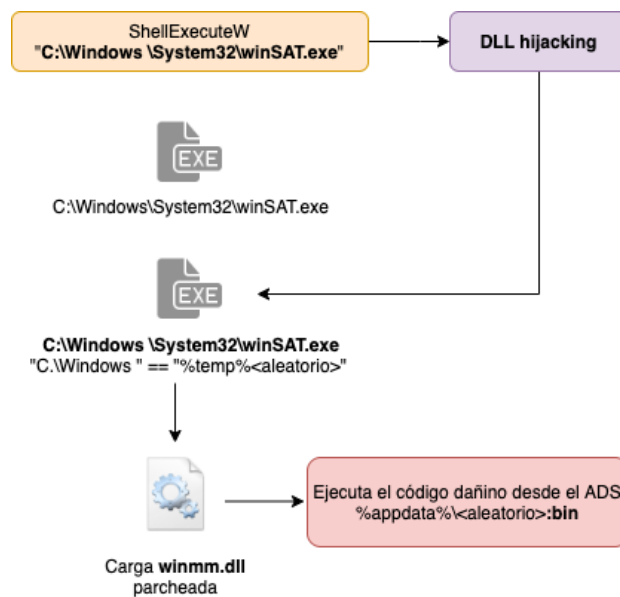 ShellExecuteW
"C:\Windows \System32\winSAT.exe"
DLL hijacking
EXE
C:\Windows\System32\winSAT.exe
EXE
C:\Windows \System32\winSAT.exe
"C.\Windows " == "%temp%<aleatorio>"
Ejecuta el código dañino desde el ADS
%appdata%\<aleatorio>:bin
Carga winmm.dll
parcheada